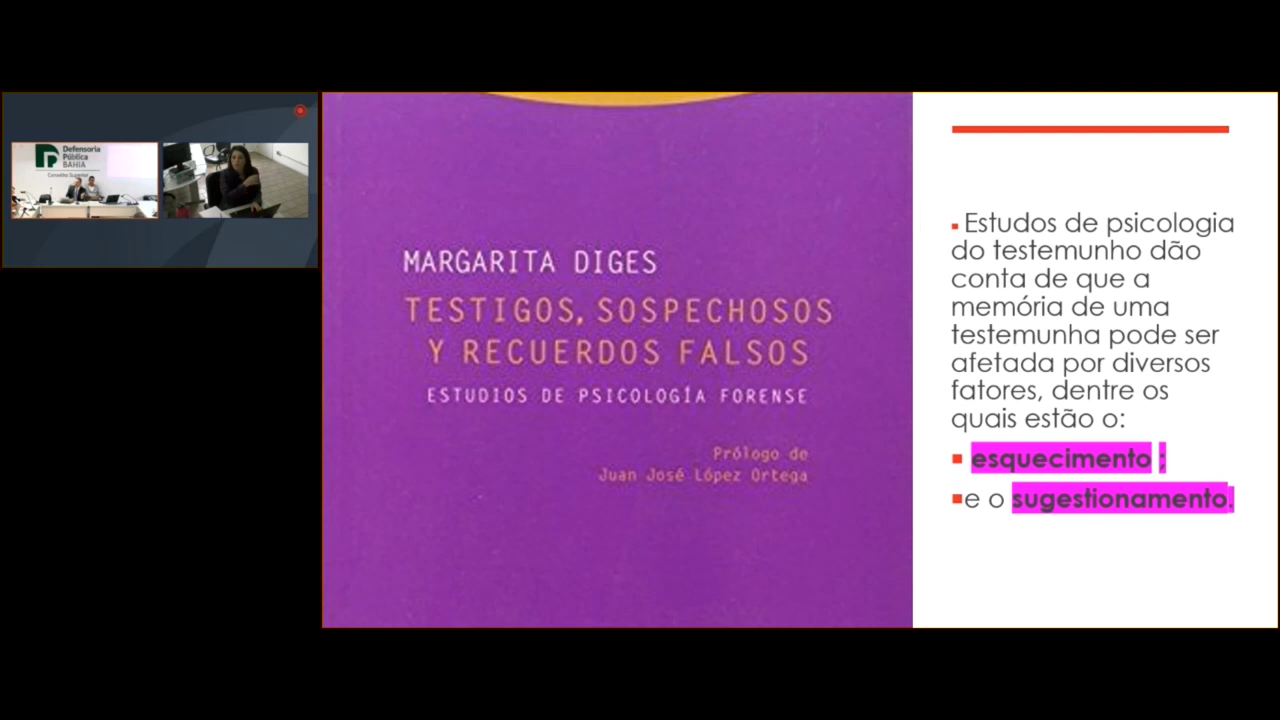 Defensoria
Pública
BAHIA
Conselho Superior
MARGARITA DIGES
TESTIGOS, SOSPECHOSOS
Y RECUERDOS FALSOS
ESTUDIOS DE PSICOLOGÍA FORENSE
Prólogo de
Juan José López Ortega
Estudos de psicologia
do testemunho dão
conta de que a
memória de uma
testemunha pode ser
afetada por diversos
fatores, dentre os
quais estão o:
esquecimento ;
e o sugestionamento.